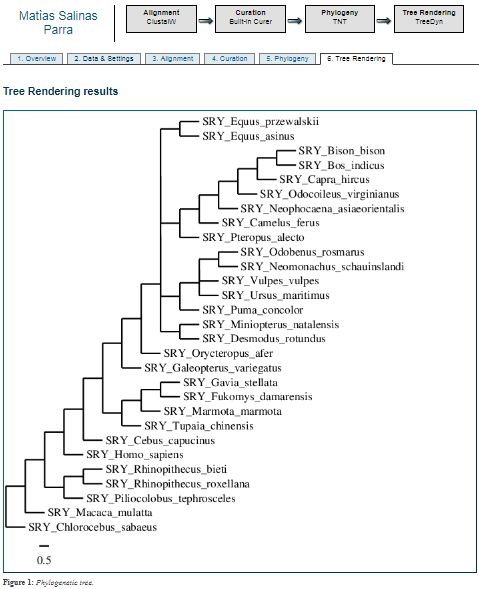 Matías Salinas
Parra
Alignment
ClustalW
Curation
Built-in Curer
Phylogeny
TNT
Tree Rendering
TreeDyn
1. Overview
2. Data & Settings
3. Alignment
4. Curation
5. Phylogeny
6. Tree Rendering
Tree Rendering results
SRY_Equus_przewalskii
SRY_Equus_asinus
SRY_Bison_bison
SRY_Bos_indicus
SRY_Capra_hircus
SRY_Odocoileus_virginianus
SRY_Neophocaena_asiaeorientalis
SRY_Camelus_ferus
SRY_Pteropus_alecto
SRY_Odobenus_rosmarus
SRY_Neomonachus_schauinslandi
SRY_Vulpes_vulpes
SRY_Ursus_maritimus
SRY_Puma_concolor
SRY_Miniopterus_natalensis
SRY_Desmodus_rotundus
SRY_Orycteropus_afer
SRY_Galeopterus_variegatus
SRY_Gavia_stellata
SRY_Fukomys_damarensis
SRY_Marmota_marmota
SRY_Tupaia_chinensis
SRY_Cebus_capucinus
SRY_Homo_sapiens
SRY_Rhinopithecus_bieti
SRY_Rhinopithecus_roxellana
SRY_Piliocolobus_tephrosceles
SRY_Macaca_mulatta
SRY_Chlorocebus_sabaeus
0.5
Figure 1: Phylogenetic tree.